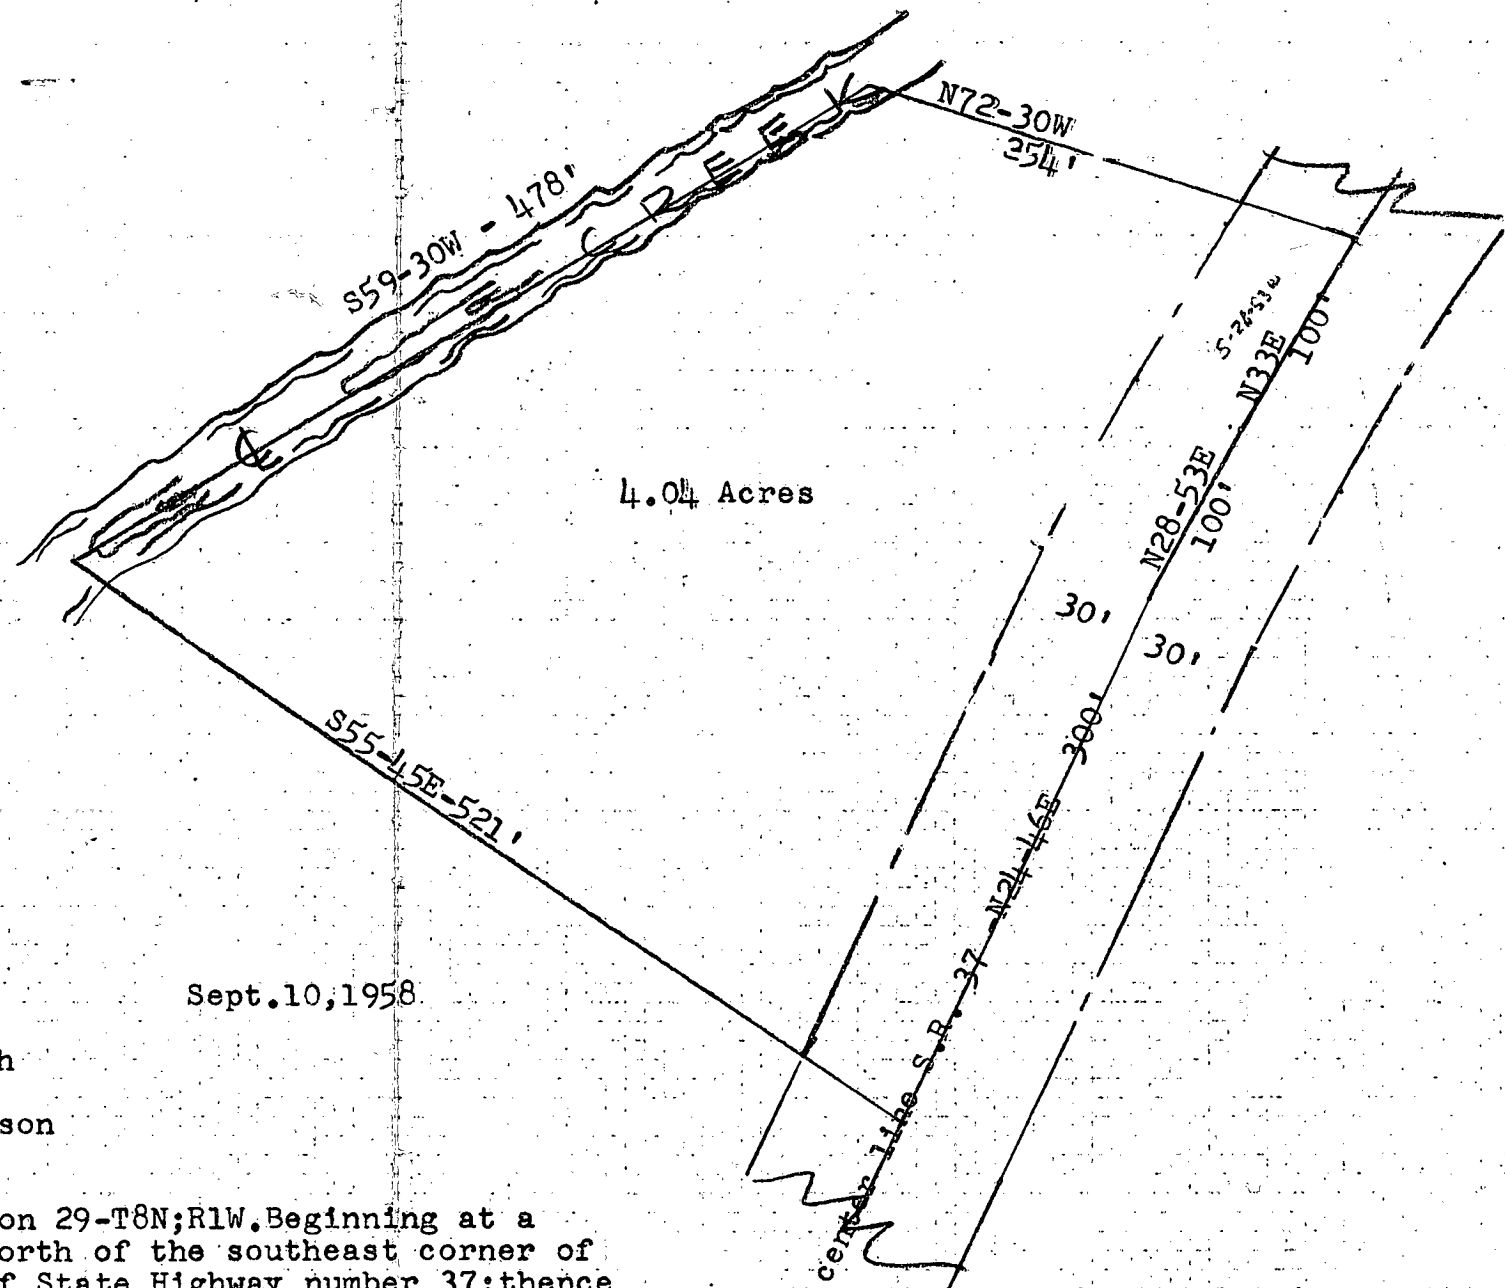 N72-30W
254'
S59-30W - 478'
CREEK
N33E
100'
4.04 Acres
N28-53E
100'
30'
30'
S55-45E-521'
center line S.R. 37 -N24-46E 300'
Sept.10,1958
h
son
on 29-T8N;R1W.Beginning at a
orth of the southeast corner of
f State Highway number 37;thence